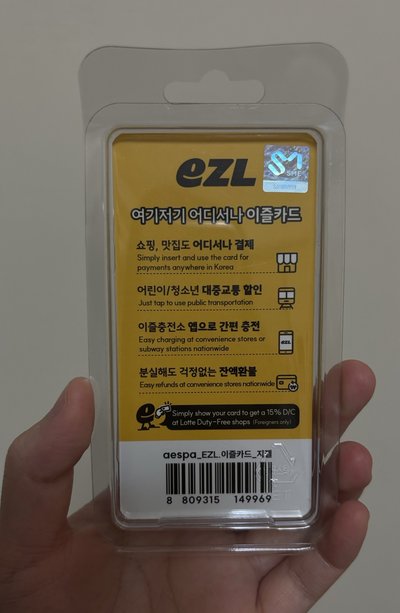 eZL
SM
여기저기 어디서나 이즐카드
쇼핑, 맛집도 어디서나 결제
Simply insert and use the card for
payments anywhere in Korea
어린이/청소년 대중교통 할인
Just tap to use public transportation
이즐충전소 앱으로 간편 충전
Easy charging at convenience stores or
subway stations nationwide
eZL
분실해도 걱정없는 잔액환불
Easy refunds at convenience stores nationwide
Simply show your card to get a 15% D/C
at Lotte Duty-Free shops (Foreigners only)
aespa_EZL.이즐카드_지젤
8 809315 149969